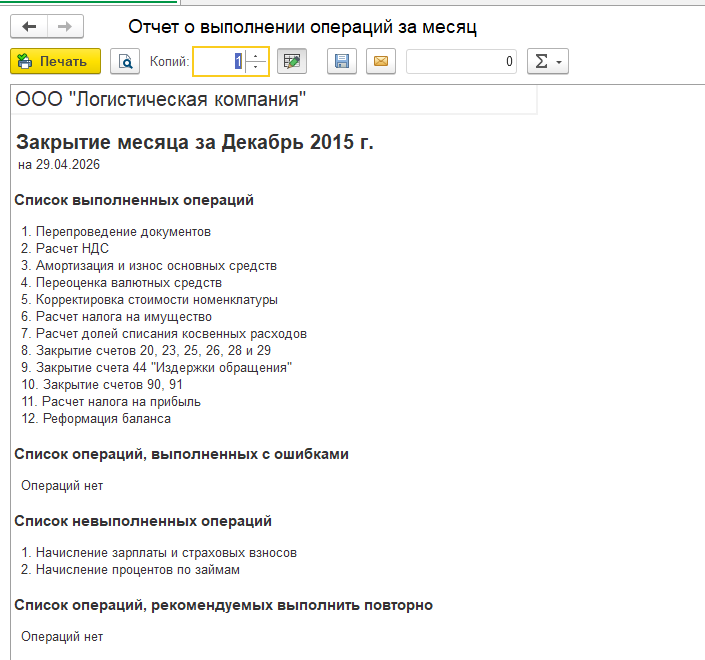 Отчет о выполнении операций за месяц
Печать
Копий: 1
0
Σ
ООО "Логистическая компания"
Закрытие месяца за Декабрь 2015 г.
на 29.04.2026
Список выполненных операций
1. Перепроведение документов
2. Расчет НДС
3. Амортизация и износ основных средств
4. Переоценка валютных средств
5. Корректировка стоимости номенклатуры
6. Расчет налога на имущество
7. Расчет долей списания косвенных расходов
8. Закрытие счетов 20, 23, 25, 26, 28 и 29
9. Закрытие счета 44 "Издержки обращения"
10. Закрытие счетов 90, 91
11. Расчет налога на прибыль
12. Реформация баланса
Список операций, выполненных с ошибками
Операций нет
Список невыполненных операций
1. Начисление зарплаты и страховых взносов
2. Начисление процентов по займам
Список операций, рекомендуемых выполнить повторно
Операций нет